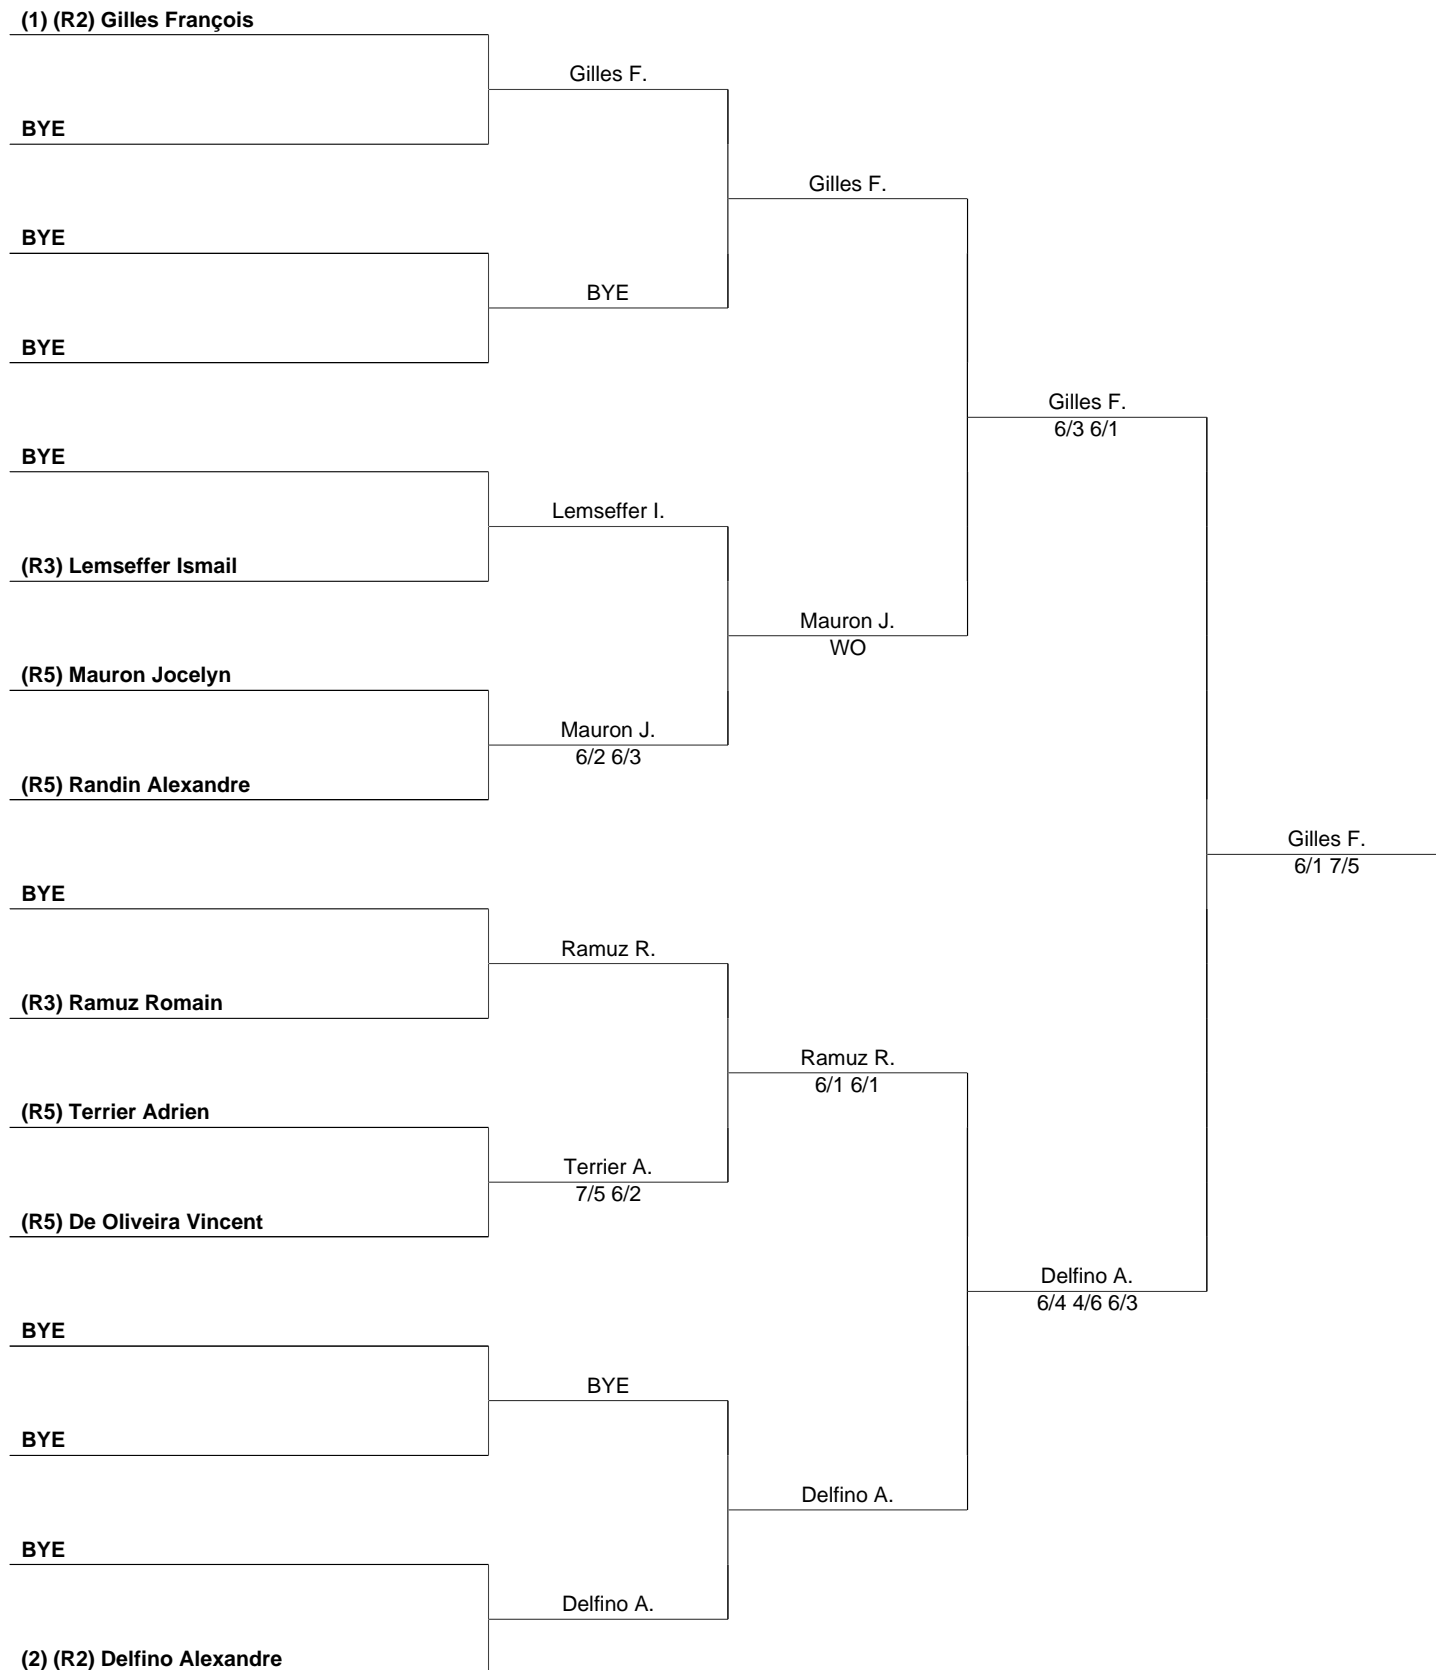 (1) (R2) Gilles François
Gilles F.
BYE
Gilles F.
BYE
BYE
BYE
Gilles F.
6/3 6/1
BYE
Lemseffer I.
(R3) Lemseffer Ismail
Mauron J.
WO
(R5) Mauron Jocelyn
Mauron J.
6/2 6/3
(R5) Randin Alexandre
Gilles F.
6/1 7/5
BYE
Ramuz R.
(R3) Ramuz Romain
Ramuz R.
6/1 6/1
(R5) Terrier Adrien
Terrier A.
7/5 6/2
(R5) De Oliveira Vincent
Delfino A.
6/4 4/6 6/3
BYE
BYE
BYE
Delfino A.
BYE
Delfino A.
(2) (R2) Delfino Alexandre